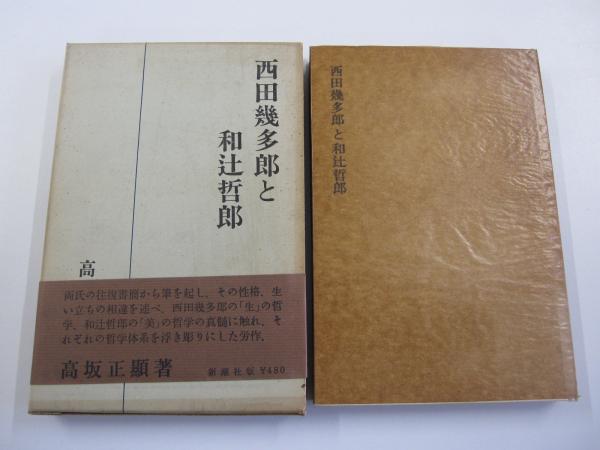 西田幾多郎と
和辻哲郎
高
両氏の往復書簡から筆を起し、その性格、生
い立ちの相違を述べ、西田幾多郎の「生」の哲
学、和辻哲郎の「美」の哲学の真髄に触れ、そ
れぞれの哲学体系を浮き彫りにした労作。
高坂正顯著
新潮社版 ¥480
西田幾多郎と和辻哲郎